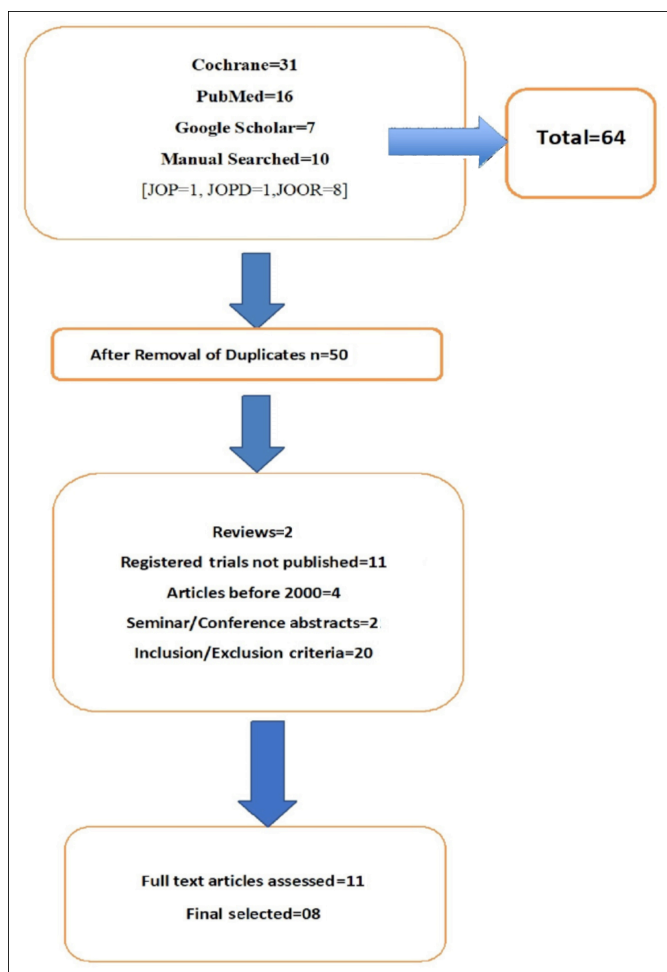 Cochrane=31
PubMed=16
Google Scholar=7
Manual Searched=10
[JOP=1, JOPD=1,JOOR=8]
Total=64
After Removal of Duplicates n=50
Reviews=2
Registered trials not published=11
Articles before 2000=4
Seminar/Conference abstracts=2
Inclusion/Exclusion criteria=20
Full text articles assessed=11
Final selected=08